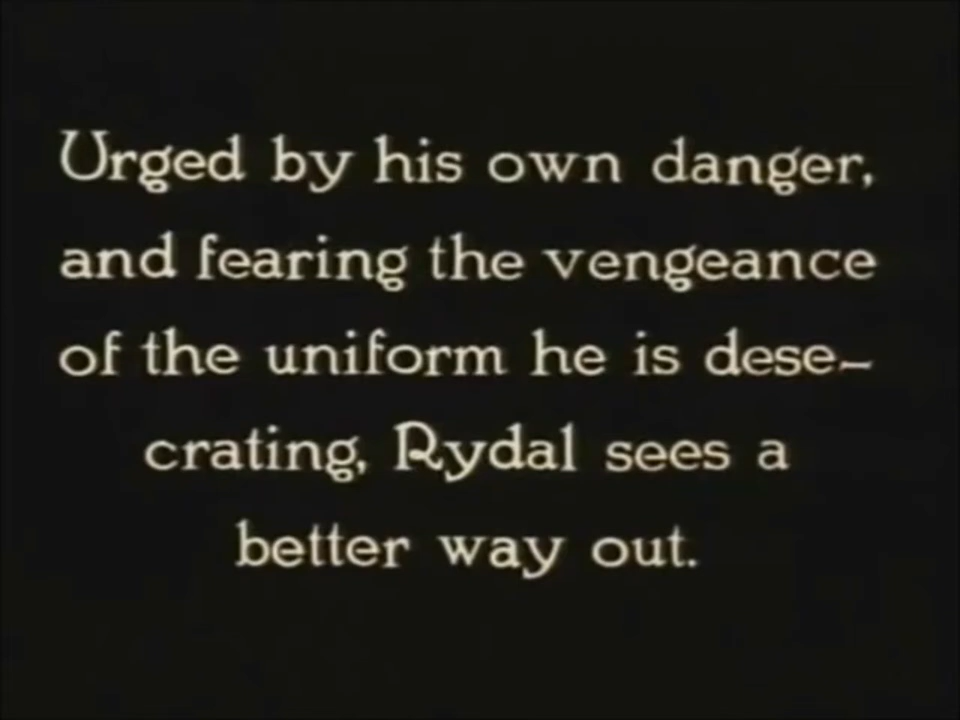 Urged by his own danger,
and fearing the vengeance
of the uniform he is dese-
crating, Rydal sees a
better way out.